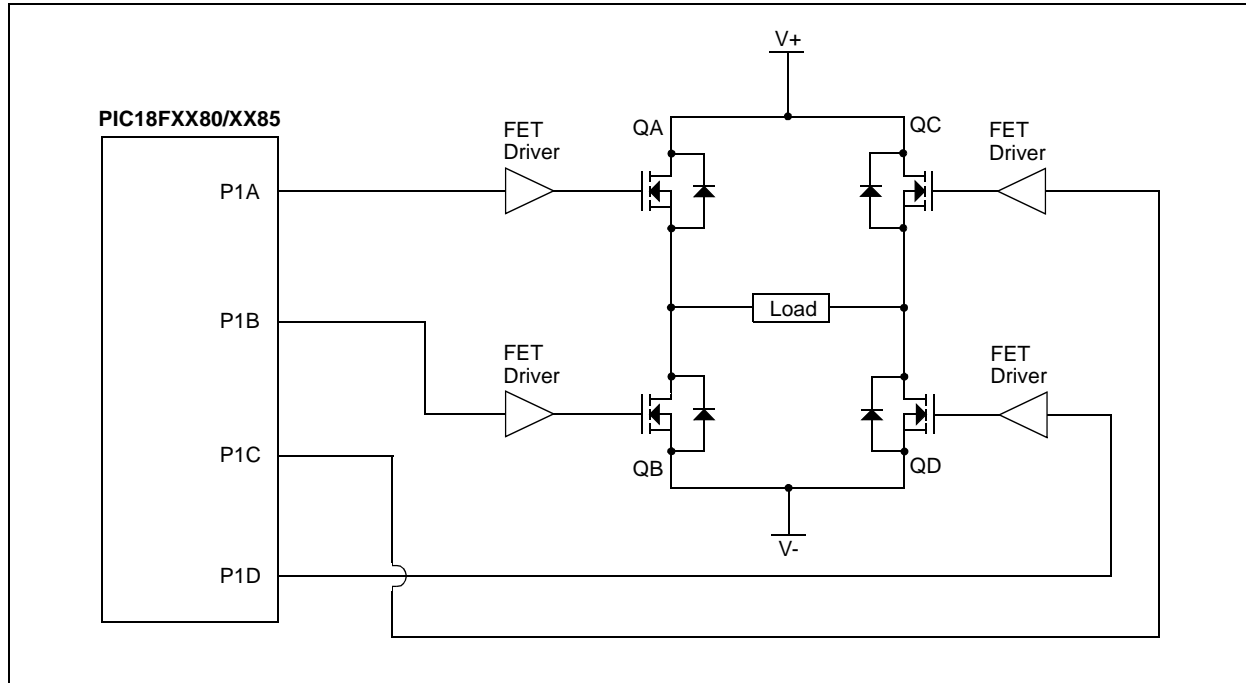 V+
PIC18FXX80/XX85
FET
Driver
QA
QC
FET
Driver
P1A
P1B
Load
FET
Driver
FET
Driver
P1C
QB
QD
V-
P1D